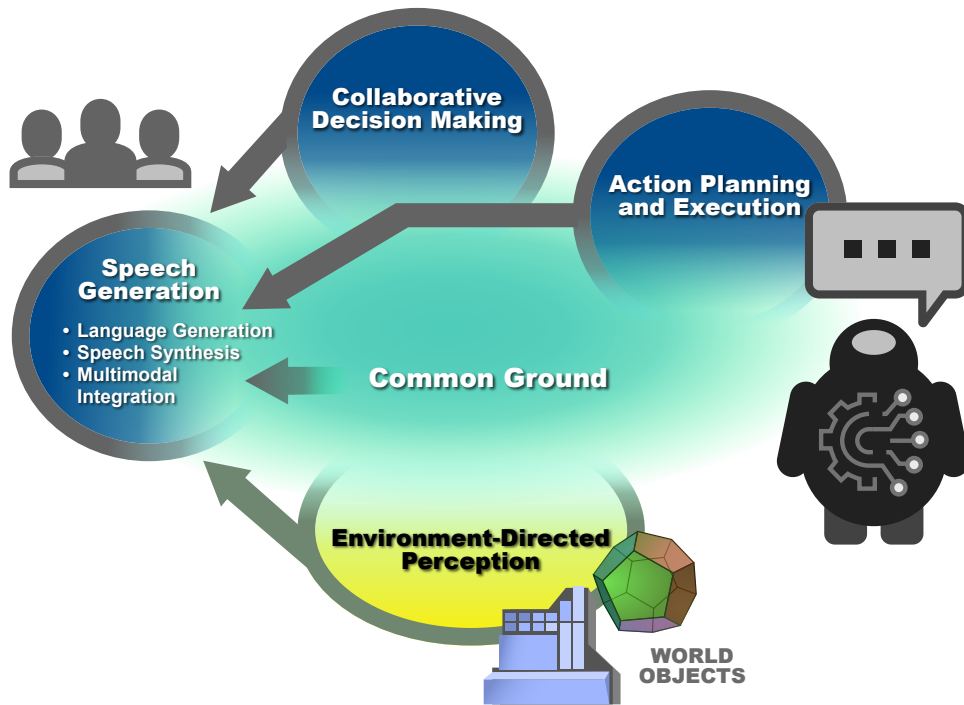 Collaborative
Decision Making
Action Planning
and Execution
Speech
Generation
• Language Generation
• Speech Synthesis
• Multimodal
Integration
Common Ground
Environment-Directed
Perception
WORLD
OBJECTS